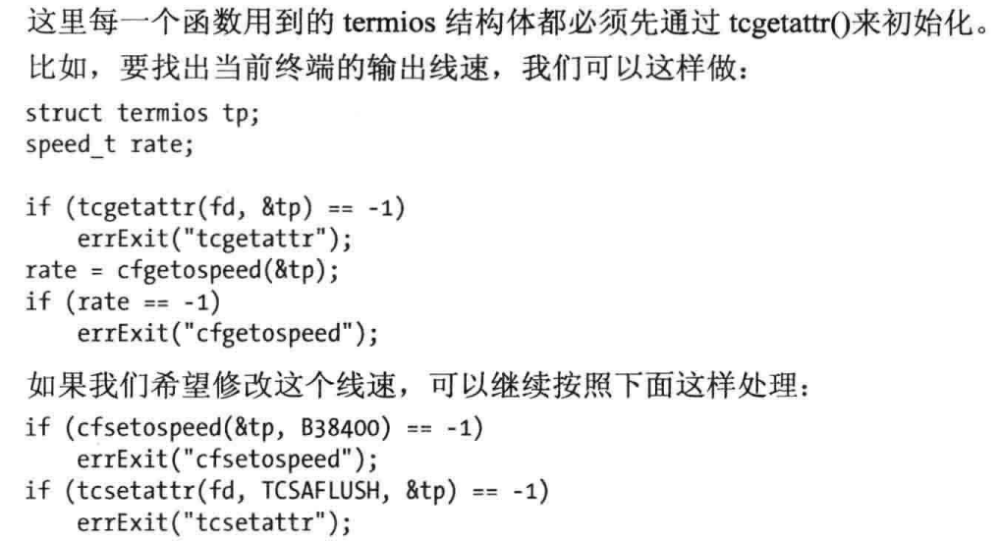 这里每一个函数用到的 termios 结构体都必须先通过 tcgetattr()来初始化。
比如，要找出当前终端的输出线速，我们可以这样做：
struct termios tp;
speed_t rate;
if (tcgetattr(fd, &tp) == -1)
    errExit("tcgetattr");
rate = cfgetospeed(&tp);
if (rate == -1)
    errExit("cfgetospeed");
如果我们希望修改这个线速，可以继续按照下面这样处理：
if (cfsetospeed(&tp, B38400) == -1)
    errExit("cfsetospeed");
if (tcsetattr(fd, TCSAFLUSH, &tp) == -1)
    errExit("tcsetattr");